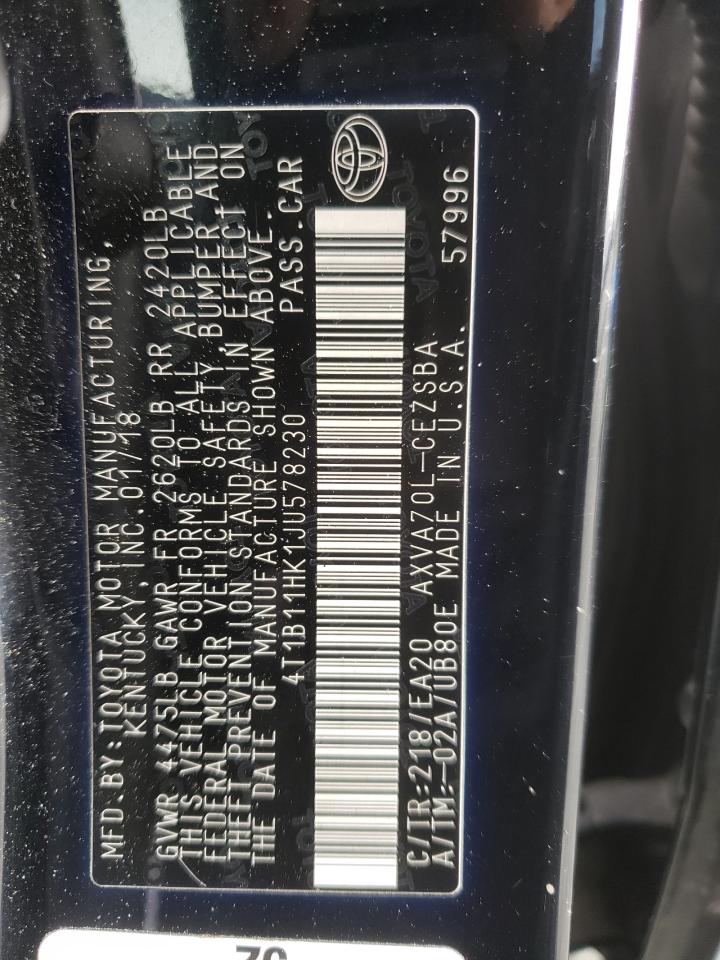 MFD.BY:TOYOTA MOTOR MANUFACTURING,
KENTUCKY, INC.01/18
GVWR 4475LB GAWR FR 2620LB RR 2420LB
THIS VEHICLE CONFORMS TO ALL APPLICABLE
FEDERAL MOTOR VEHICLE SAFETY, BUMPER,AND
THEFT PREVENTION STANDARDS IN EFFECT ON
THE DATE OF MANUFACTURE SHOWN ABOVE.
4T1B11HK1JU578230 PASS.CAR
C/TR:218/EA20 AXVA70L-CEZSBA
A/TM:-02A/UB80E MADE IN U.S.A. 57996